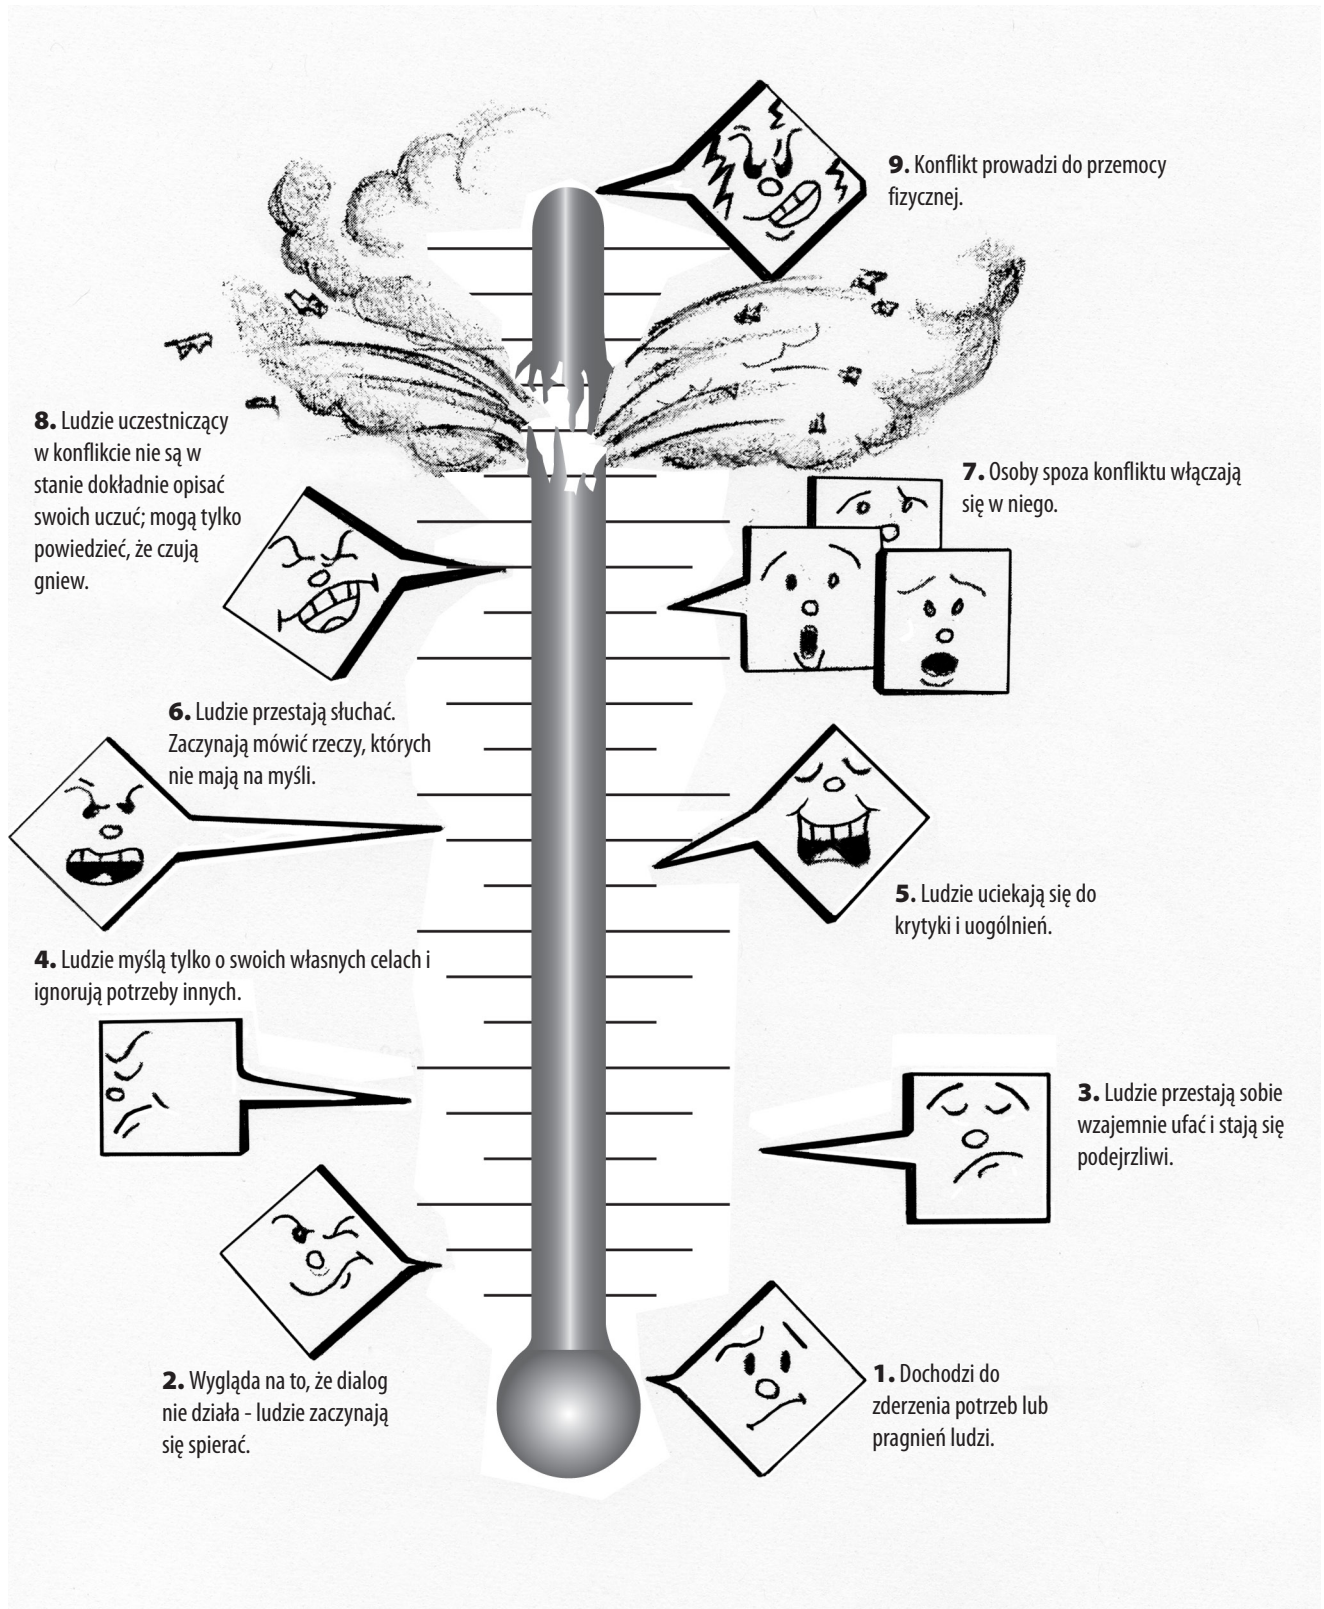 9. Konflikt prowadzi do przemocy
fizycznej.
8. Ludzie uczestniczący
w konflikcie nie są w
stanie dokładnie opisać
swoich uczuć; mogą tylko
powiedzieć, że czują
gniew.
7. Osoby spoza konfliktu włączają
się w niego.
6. Ludzie przestają słuchać.
Zaczynają mówić rzeczy, których
nie mają na myśli.
5. Ludzie uciekają się do
krytyki i uogólnień.
4. Ludzie myślą tylko o swoich własnych celach i
ignorują potrzeby innych.
3. Ludzie przestają sobie
wzajemnie ufać i stają się
podejrzliwi.
2. Wygląda na to, że dialog
nie działa - ludzie zaczynają
się spierać.
1. Dochodzi do
zderzenia potrzeb lub
pragnień ludzi.